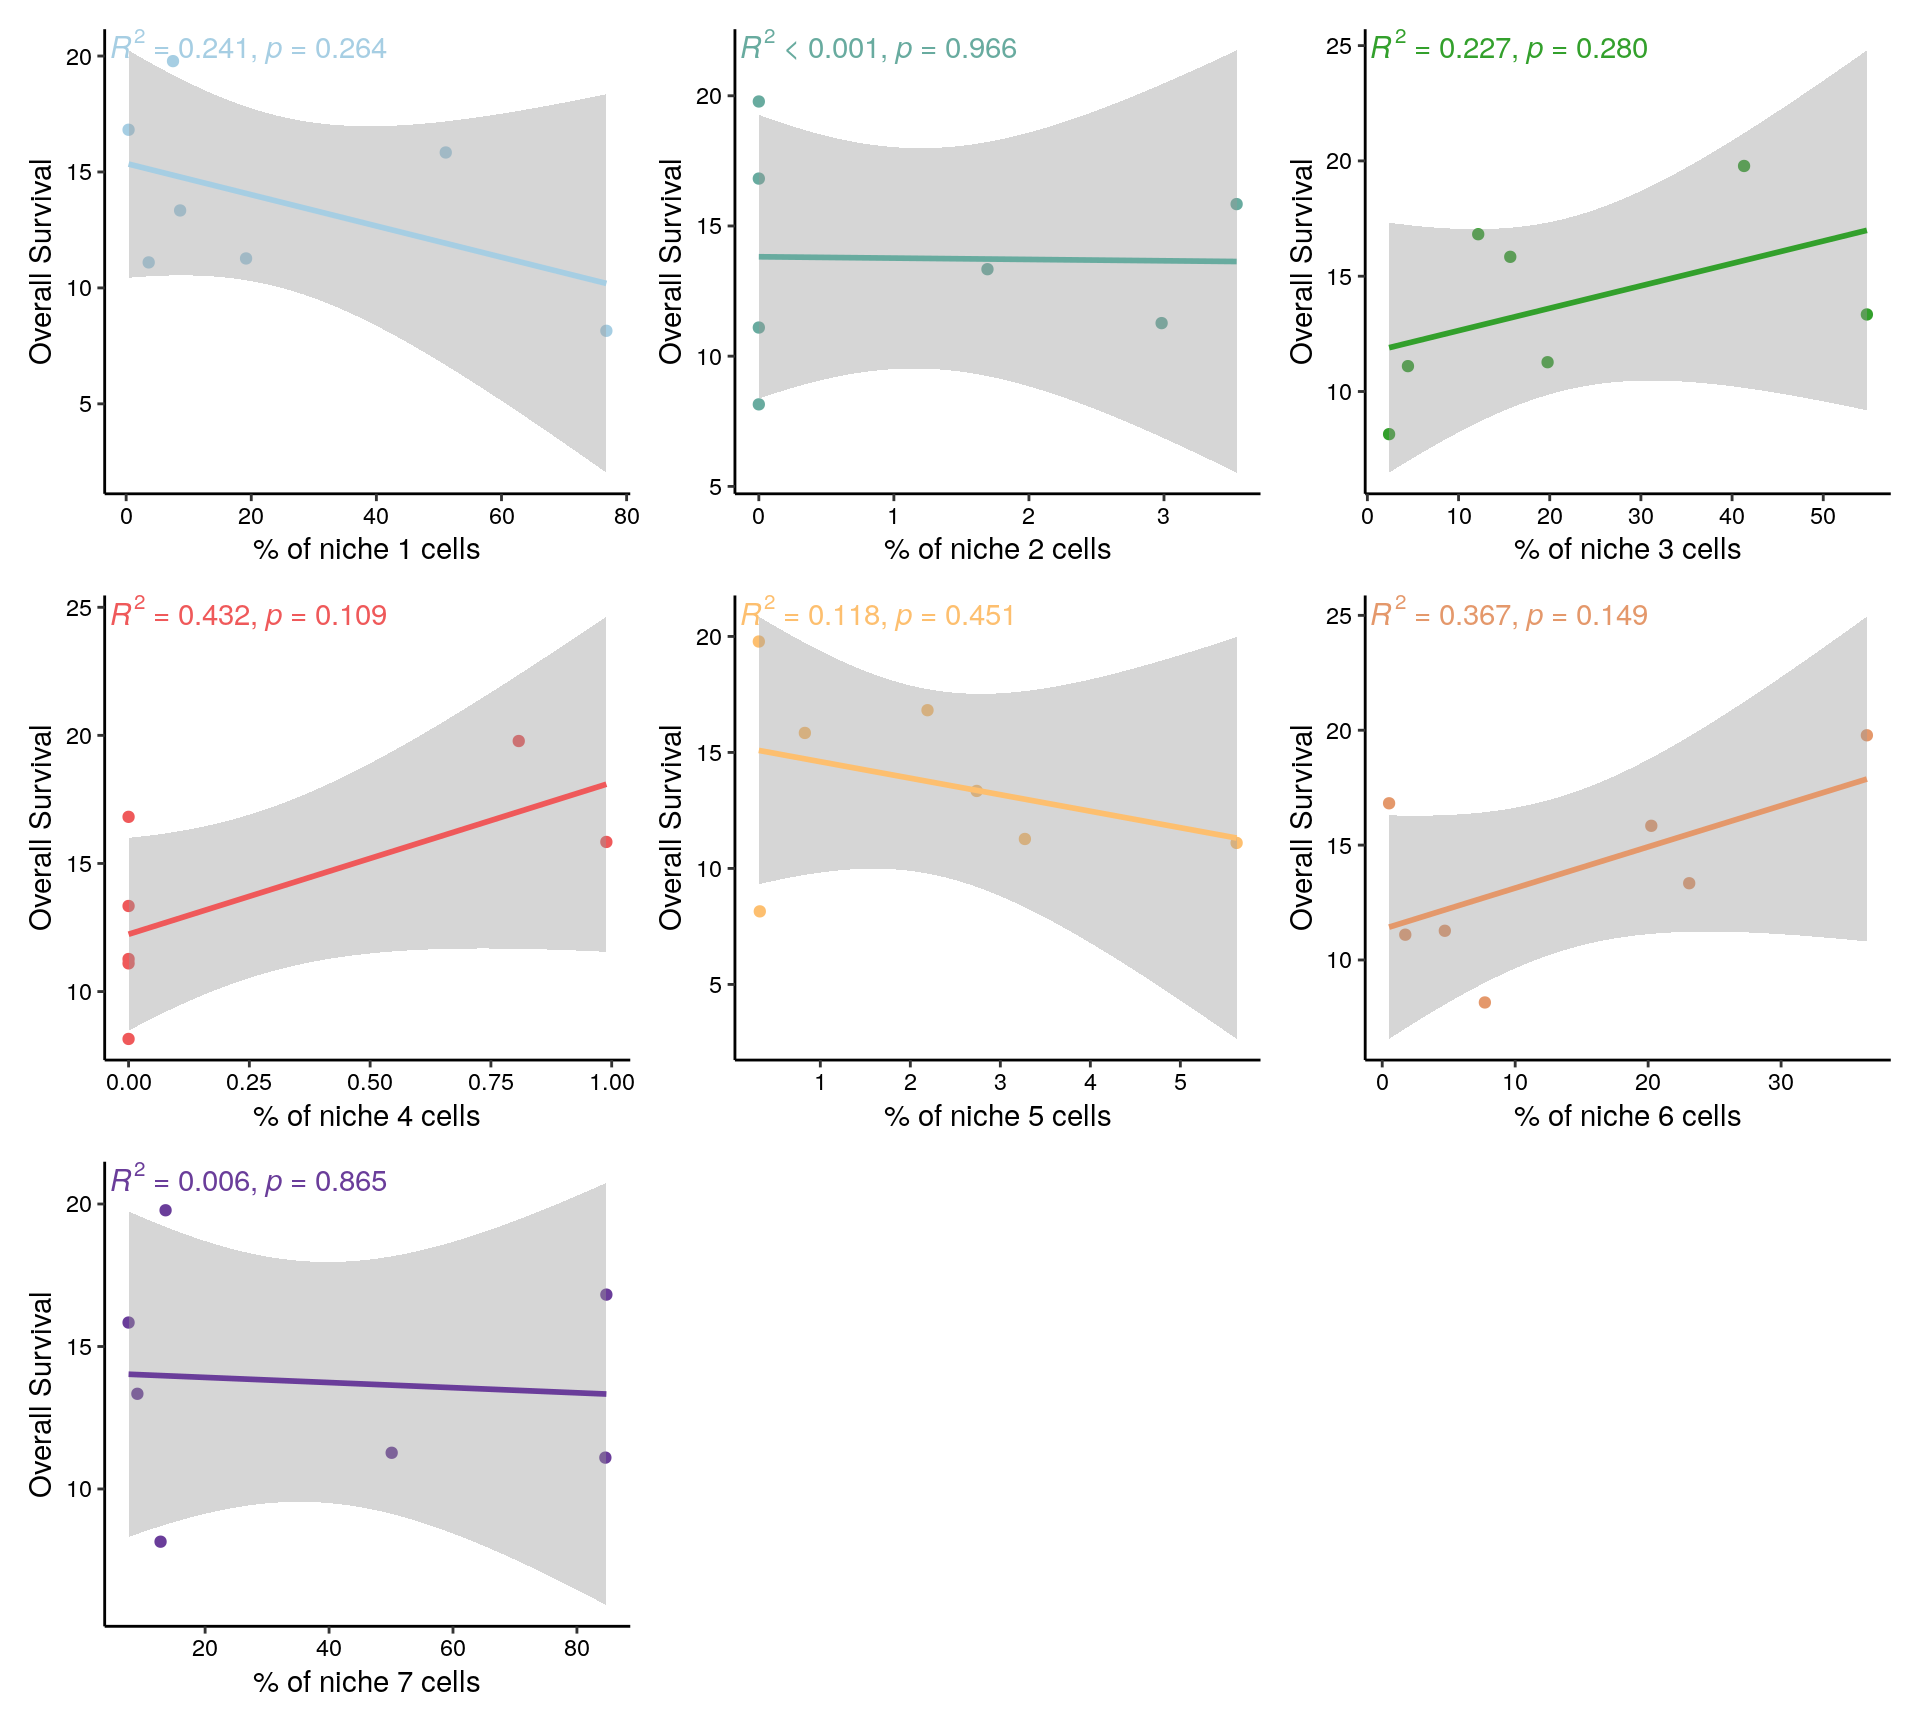 R² = 0.241, p = 0.264
Overall Survival
20
15
10
5
0 20 40 60 80
% of niche 1 cells
R² < 0.001, p = 0.966
Overall Survival
20
15
10
5
0 1 2 3
% of niche 2 cells
R² = 0.227, p = 0.280
Overall Survival
25
20
15
10
0 10 20 30 40 50
% of niche 3 cells
R² = 0.432, p = 0.109
Overall Survival
25
20
15
10
0.00 0.25 0.50 0.75 1.00
% of niche 4 cells
R² = 0.118, p = 0.451
Overall Survival
20
15
10
5
1 2 3 4 5
% of niche 5 cells
R² = 0.367, p = 0.149
Overall Survival
25
20
15
10
0 10 20 30
% of niche 6 cells
R² = 0.006, p = 0.865
Overall Survival
20
15
10
20 40 60 80
% of niche 7 cells